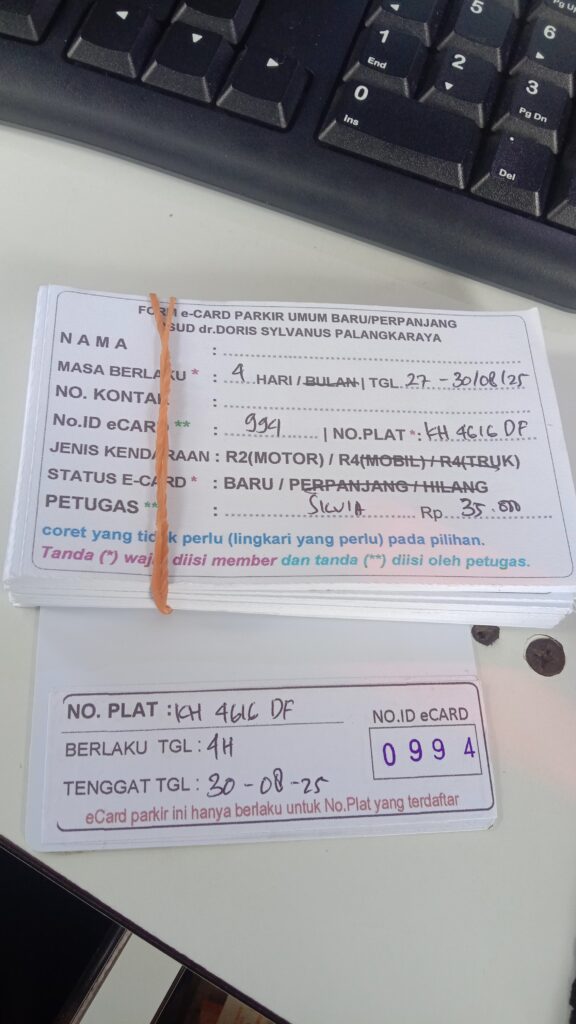 Pg Up
5
6
1
End
2
3
Pg Dn
0
Ins
.
Del
FORM e-CARD PARKIR UMUM BARU/PERPANJANG
RSUD dr.DORIS SYLVANUS PALANGKARAYA
NAMA :
MASA BERLAKU * : 4 HARI / BULAN | TGL. 27 - 30/08/25
NO. KONTAK :
No.ID eCARD ** : 994 | NO.PLAT *: KH 4616 DF
JENIS KENDARAAN : R2(MOTOR) / R4(MOBIL) / R4(TRUK)
STATUS E-CARD * : BARU / PERPANJANG / HILANG
PETUGAS ** : SILVIA Rp. 35.000
coret yang tidak perlu (lingkari yang perlu) pada pilihan.
Tanda (*) wajib diisi member dan tanda (**) diisi oleh petugas.
NO. PLAT : KH 4616 DF
NO.ID eCARD
BERLAKU TGL : 4H
0994
TENGGAT TGL : 30-08-25
eCard parkir ini hanya berlaku untuk No.Plat yang terdaftar